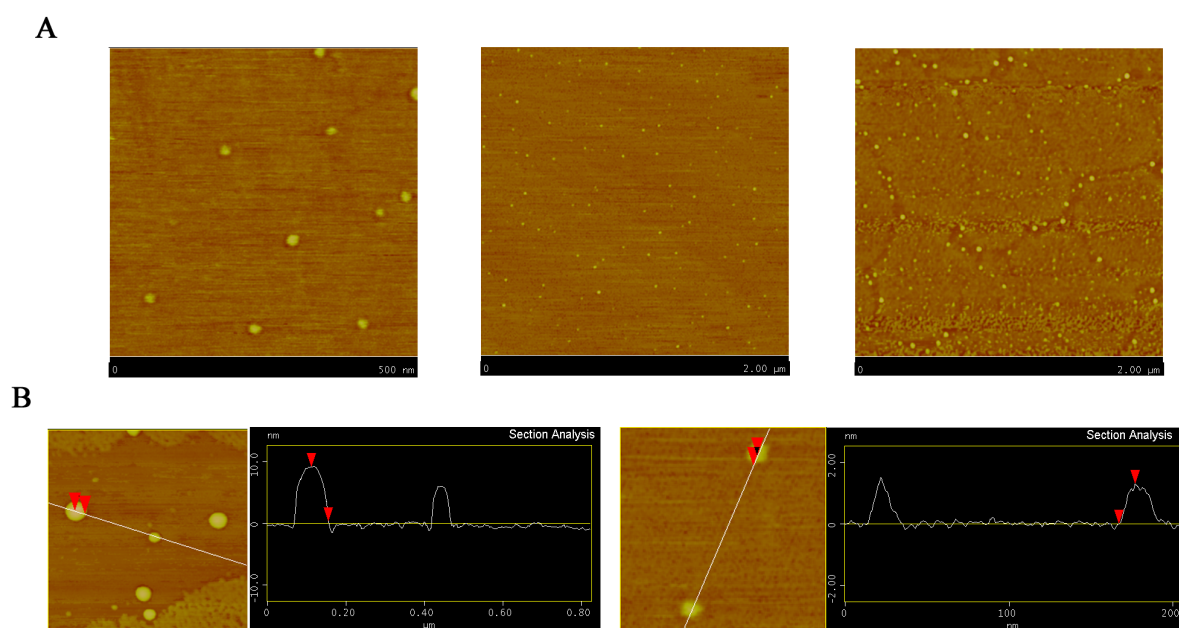 A
0 500 nm
0 2.00 µm
0 2.00 µm
B
nm Section Analysis
10.0
0
-10.0
0 0.20 0.40 0.60 0.80
µm
nm Section Analysis
2.00
0
-2.00
0 100 200
nm